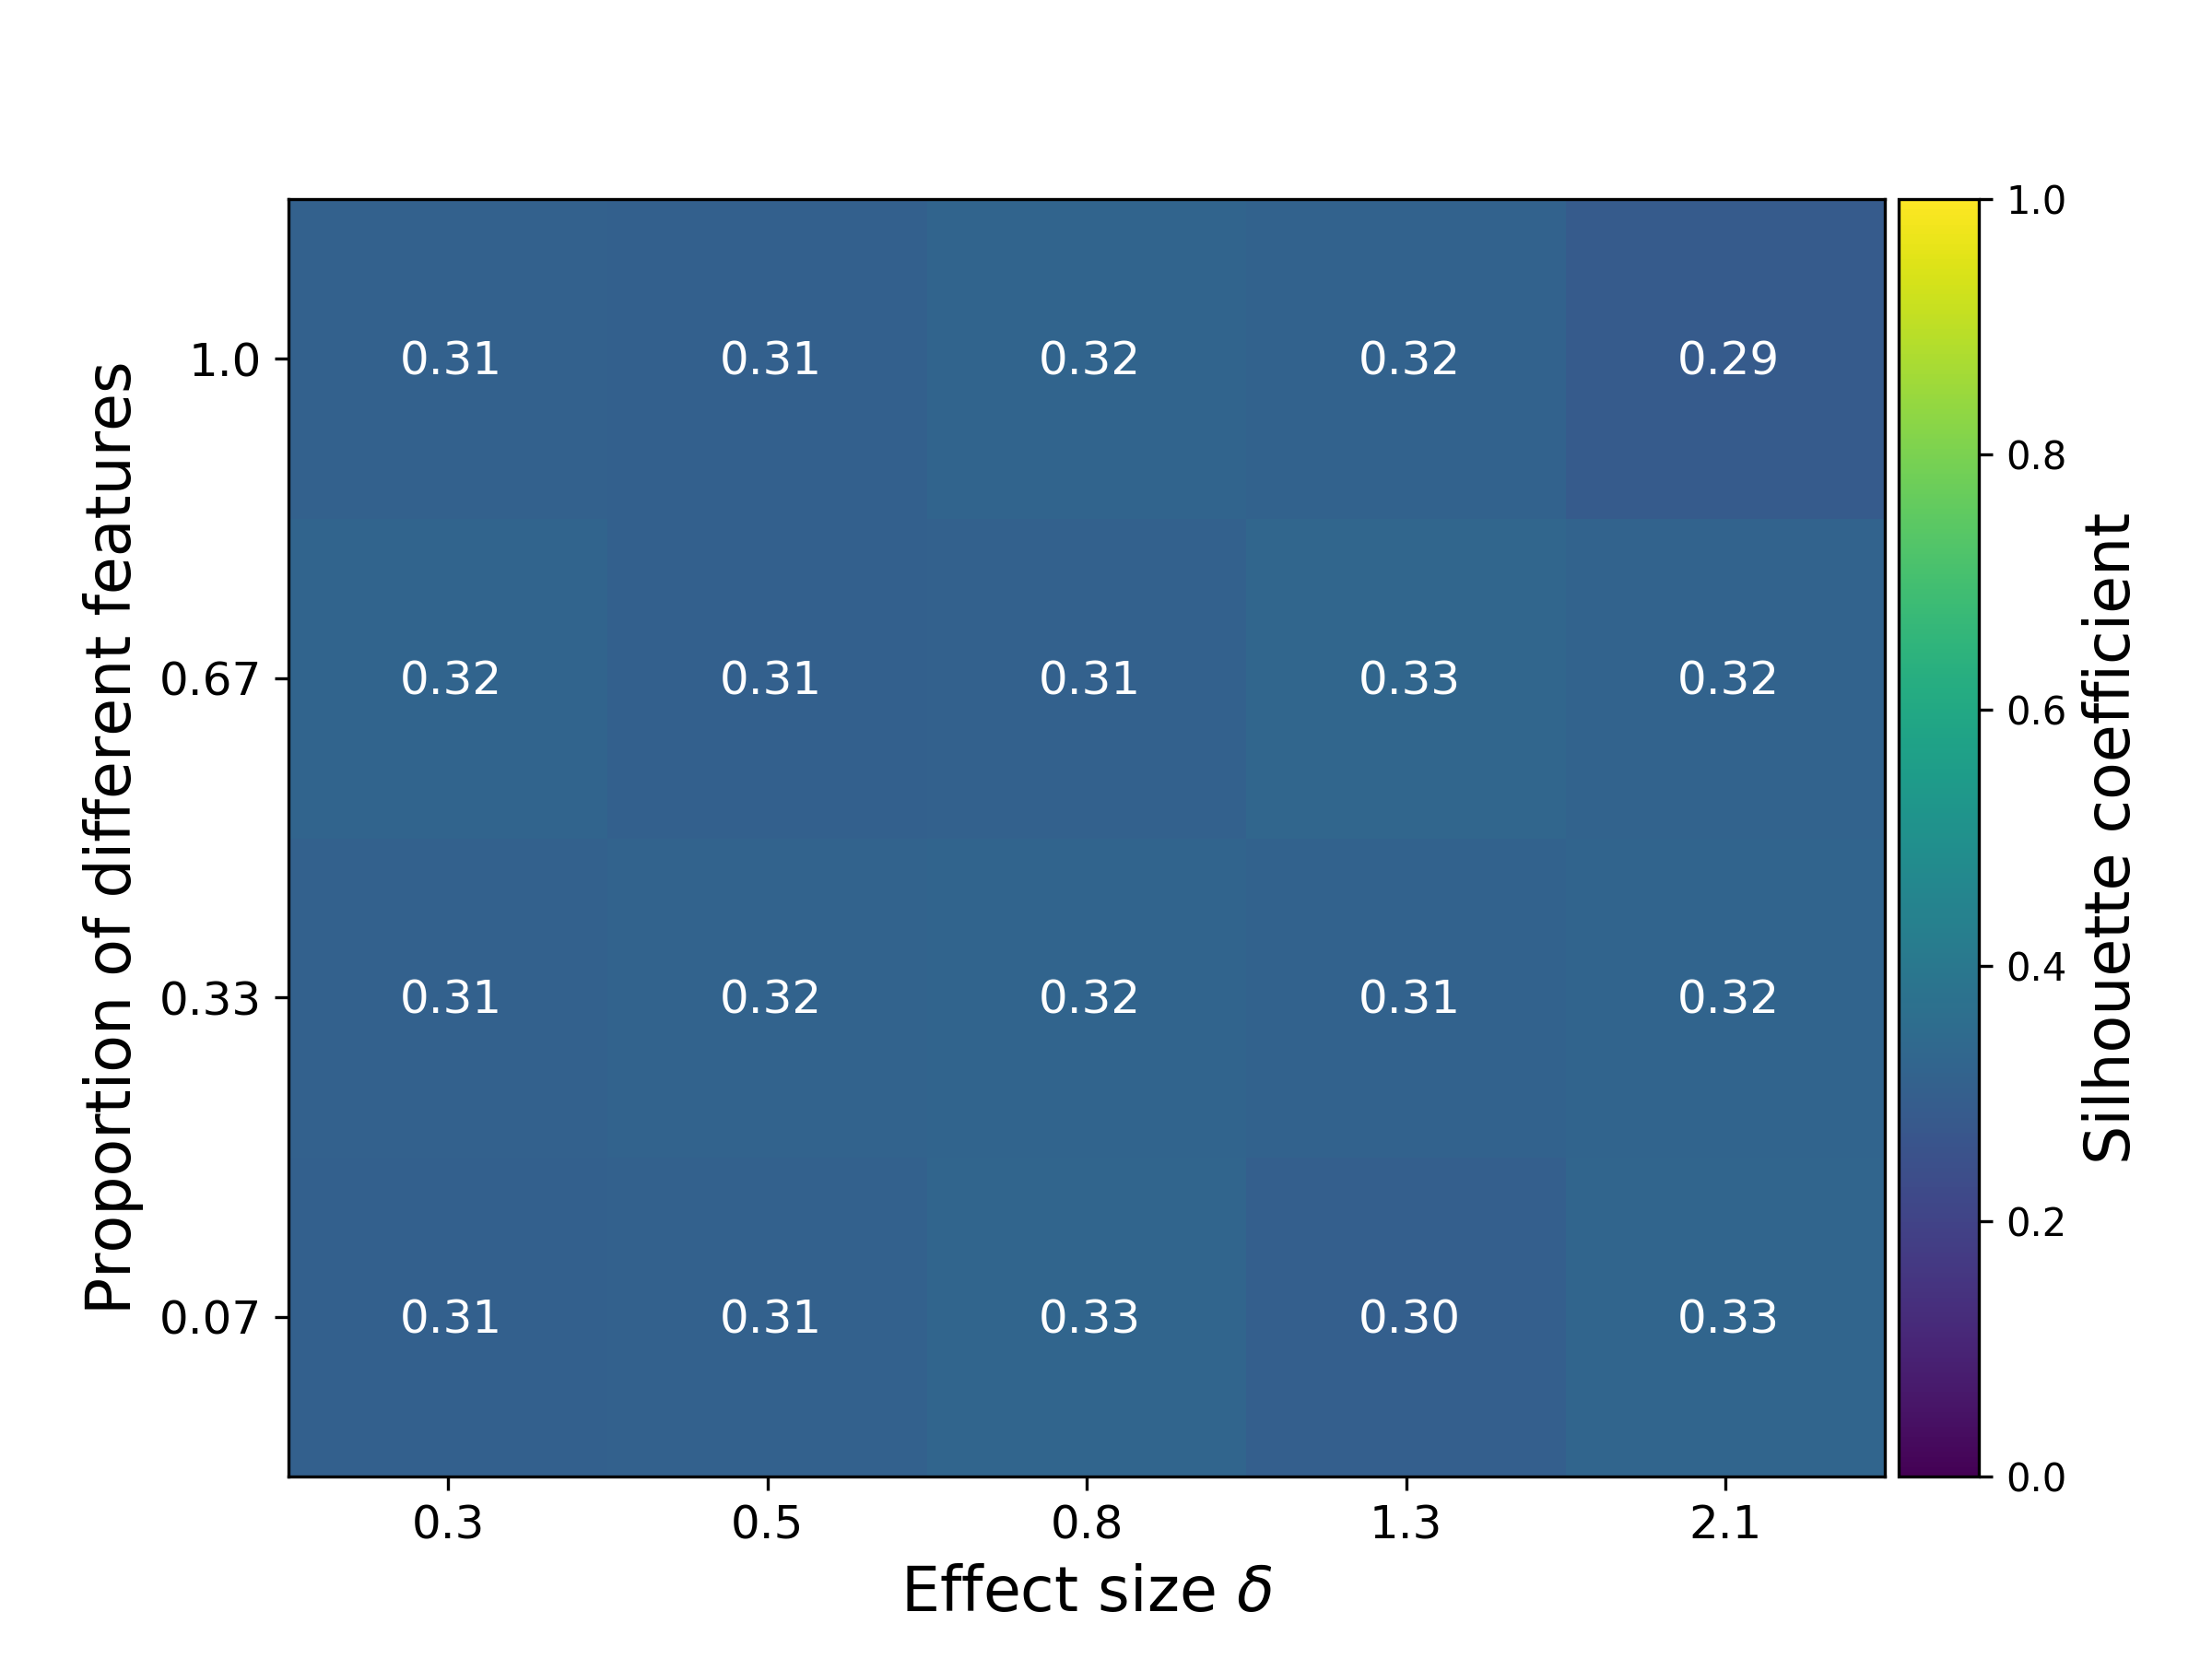 Proportion of different features
1.0
0.67
0.33
0.07
0.31 0.31 0.32 0.32 0.29
0.32 0.31 0.31 0.33 0.32
0.31 0.32 0.32 0.31 0.32
0.31 0.31 0.33 0.30 0.33
0.3 0.5 0.8 1.3 2.1
Effect size δ
1.0
0.8
0.6
0.4
0.2
0.0
Silhouette coefficient